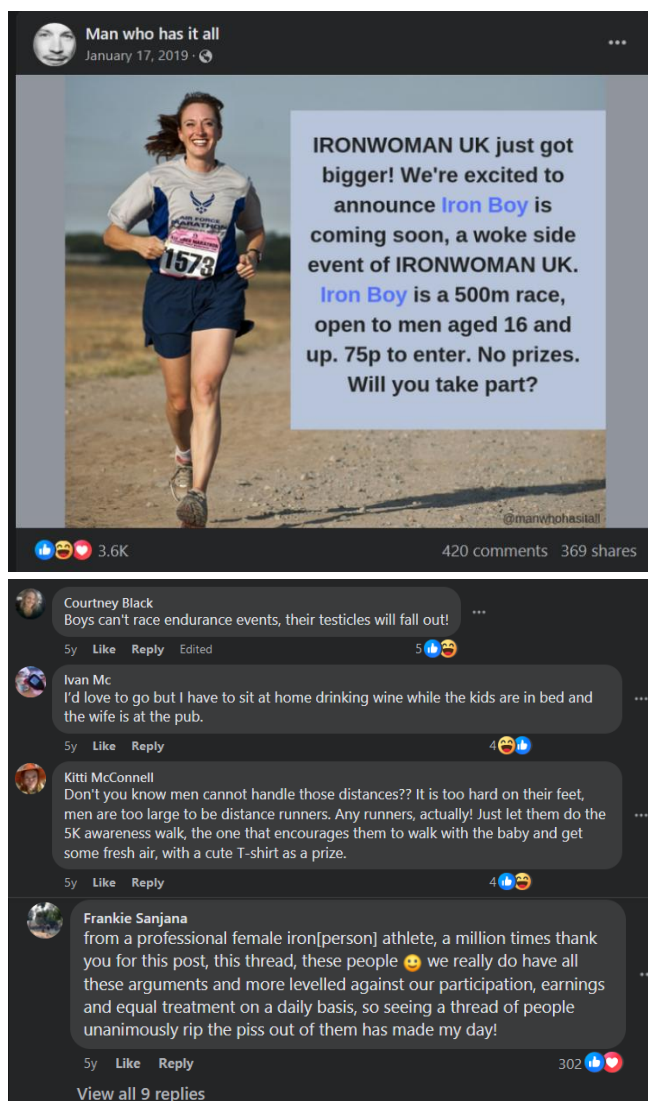 Man who has it all
January 17, 2019 ·
IRONWOMAN UK just got
bigger! We're excited to
announce Iron Boy is
coming soon, a woke side
event of IRONWOMAN UK.
Iron Boy is a 500m race,
open to men aged 16 and
up. 75p to enter. No prizes.
Will you take part?
AIR FORCE
MARATHON
1573
@manwhohasitall
3.6K
420 comments 369 shares
Courtney Black
Boys can't race endurance events, their testicles will fall out!
5y Like Reply Edited
5
Ivan Mc
I'd love to go but I have to sit at home drinking wine while the kids are in bed and
the wife is at the pub.
5y Like Reply
4
Kitti McConnell
Don't you know men cannot handle those distances?? It is too hard on their feet,
men are too large to be distance runners. Any runners, actually! Just let them do the
5K awareness walk, the one that encourages them to walk with the baby and get
some fresh air, with a cute T-shirt as a prize.
5y Like Reply
4
Frankie Sanjana
from a professional female iron[person] athlete, a million times thank
you for this post, this thread, these people 🙂 we really do have all
these arguments and more levelled against our participation, earnings
and equal treatment on a daily basis, so seeing a thread of people
unanimously rip the piss out of them has made my day!
5y Like Reply
302
View all 9 replies